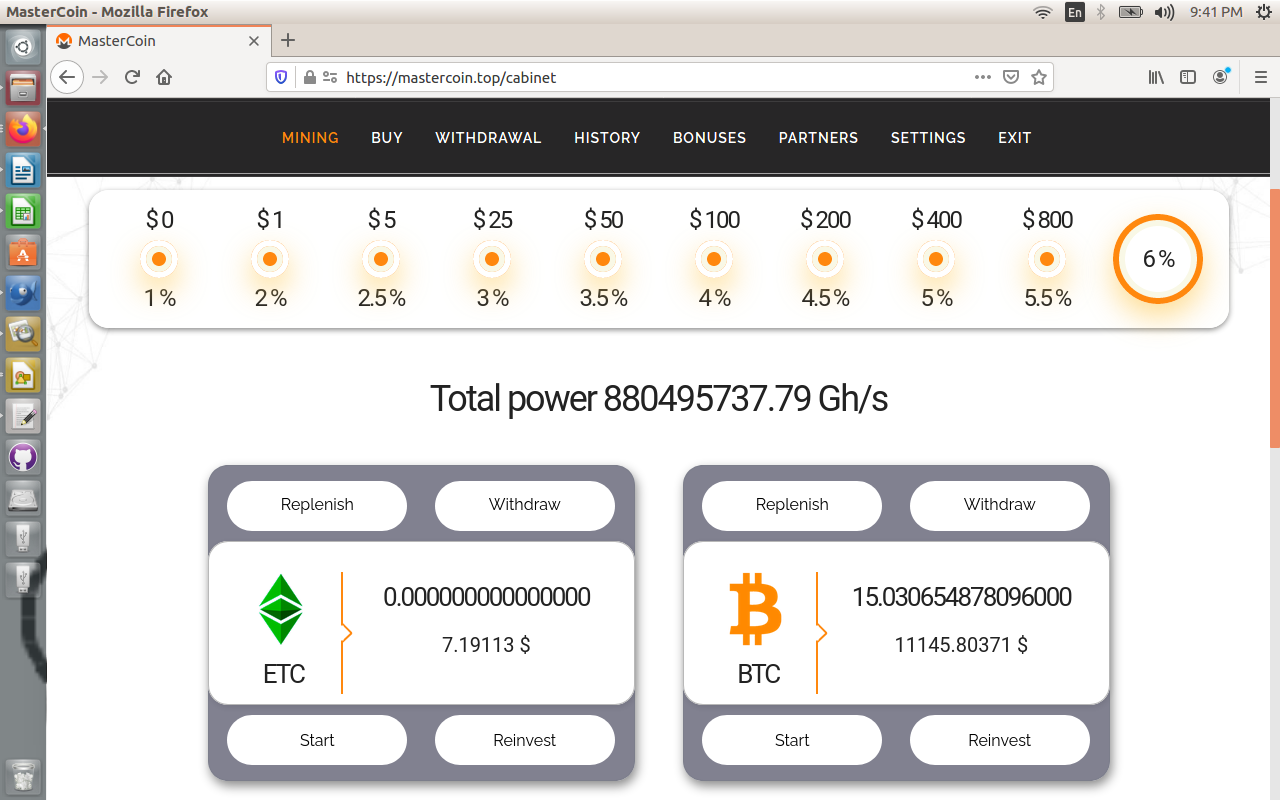 MasterCoin - Mozilla Firefox
En
9:41 PM
MasterCoin
https://mastercoin.top/cabinet
MINING BUY WITHDRAWAL HISTORY BONUSES PARTNERS SETTINGS EXIT
$0 $1 $5 $25 $50 $100 $200 $400 $800
6%
1% 2% 2.5% 3% 3.5% 4% 4.5% 5% 5.5%
Total power 880495737.79 Gh/s
Replenish Withdraw
0.000000000000000
7.19113 $
ETC
Start Reinvest
Replenish Withdraw
15.030654878096000
11145.80371 $
BTC
Start Reinvest